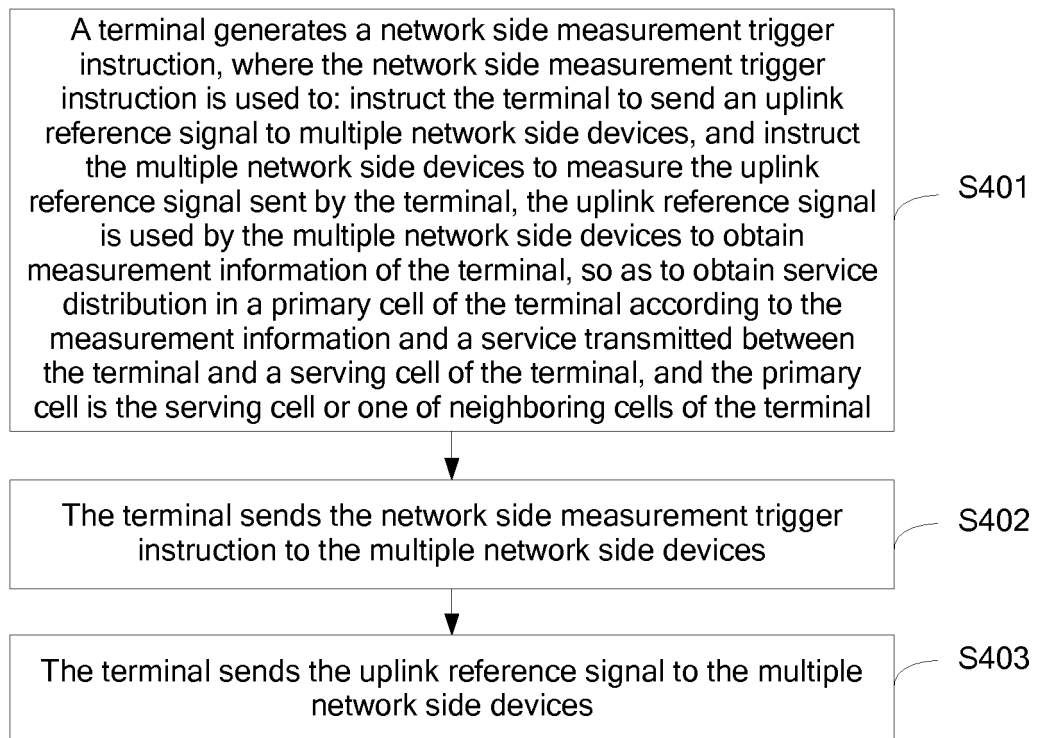 A terminal generates a network side measurement trigger
instruction, where the network side measurement trigger
instruction is used to: instruct the terminal to send an uplink
reference signal to multiple network side devices, and instruct
the multiple network side devices to measure the uplink
reference signal sent by the terminal, the uplink reference signal
is used by the multiple network side devices to obtain
measurement information of the terminal, so as to obtain service
distribution in a primary cell of the terminal according to the
measurement information and a service transmitted between
the terminal and a serving cell of the terminal, and the primary
cell is the serving cell or one of neighboring cells of the terminal
S401
The terminal sends the network side measurement trigger
instruction to the multiple network side devices
S402
The terminal sends the uplink reference signal to the multiple
network side devices
S403